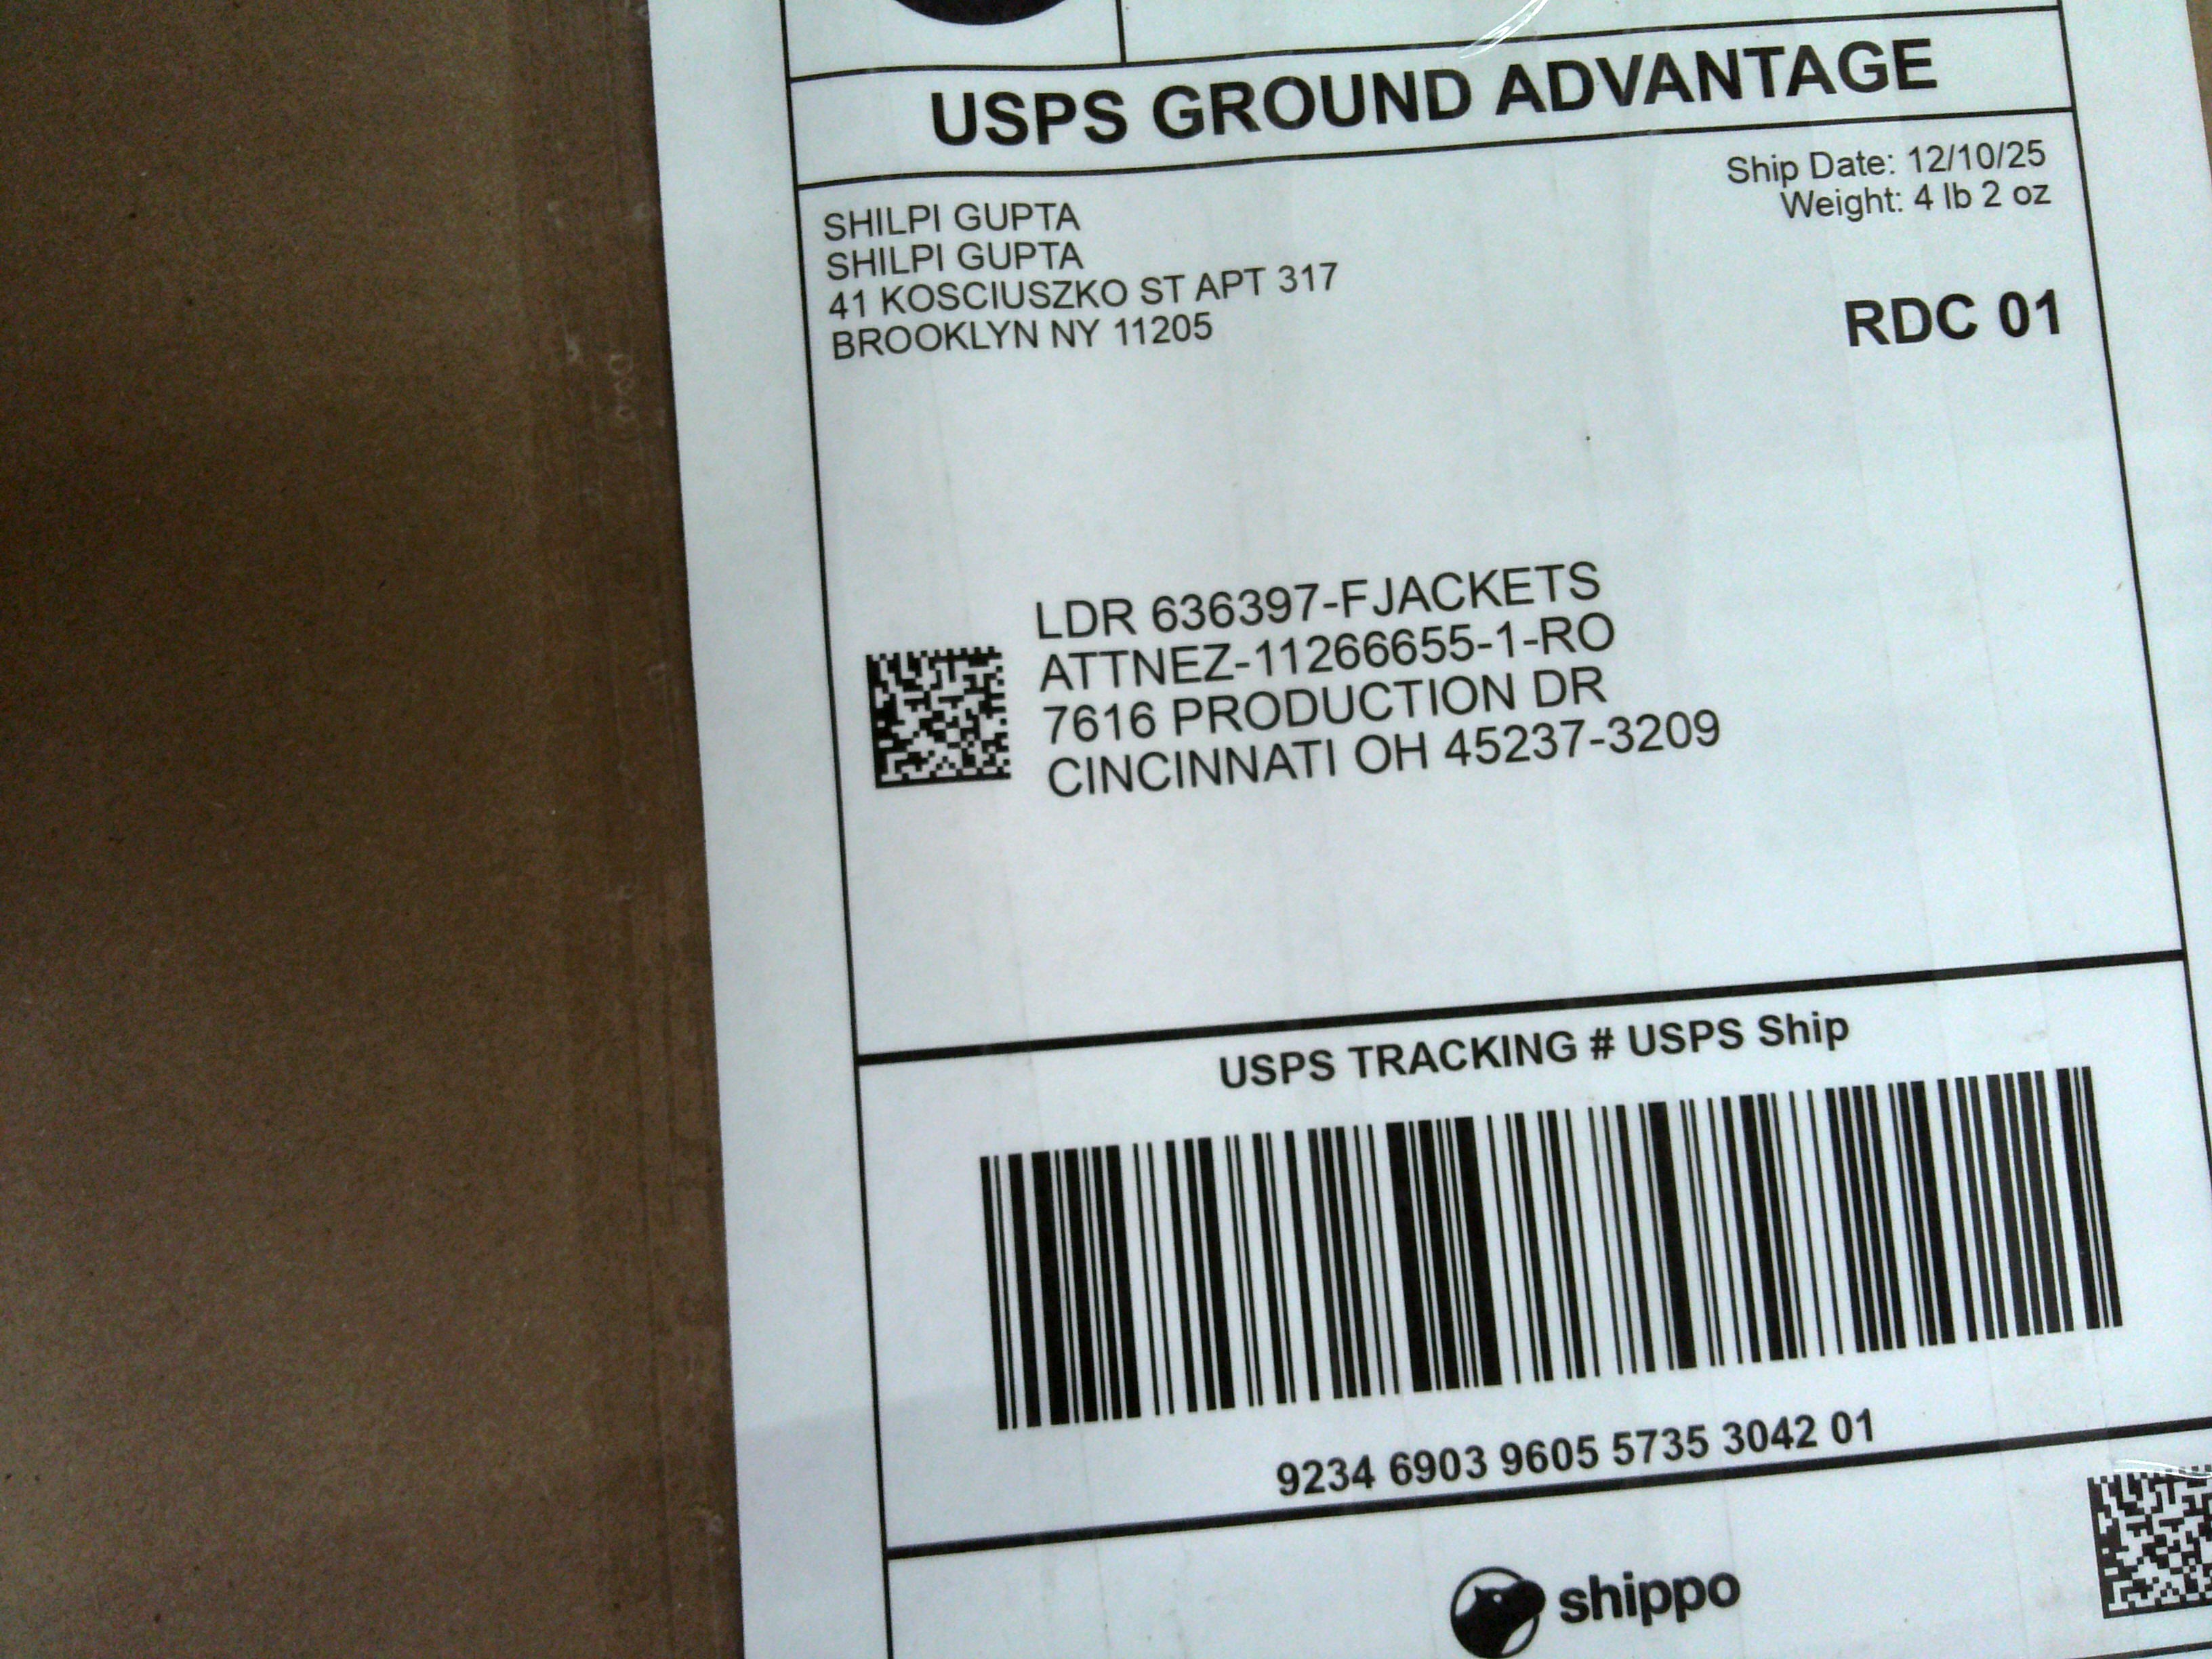 USPS GROUND ADVANTAGE
Ship Date: 12/10/25
Weight: 4 lb 2 oz
SHILPI GUPTA
SHILPI GUPTA
41 KOSCIUSZKO ST APT 317
BROOKLYN NY 11205
RDC 01
LDR 636397-FJACKETS
ATTNEZ-11266655-1-RO
7616 PRODUCTION DR
CINCINNATI OH 45237-3209
USPS TRACKING # USPS Ship
9234 6903 9605 5735 3042 01
shippo